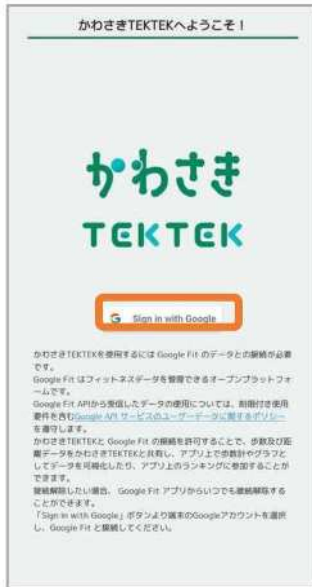 かわさきTEKTEKへようこそ！
かわさき
TEKTEK
G Sign in with Google
かわさきTEKTEKを使用するには Google Fit のデータとの接続が必要
です。
Google Fit はフィットネスデータを管理できるオープンプラットフォ
ームです。
Google Fit APIから受信したデータの使用については、制限付き使用
要件を含むGoogle API サービスのユーザーデータに関するポリシー
を遵守します。
かわさきTEKTEKと Google Fit の接続を許可することで、歩数及び距
離データをかわさきTEKTEKと共有し、アプリ上で歩数計やグラフと
してデータを可視化したり、アプリ上のランキングに参加することが
できます。
接続解除したい場合、 Google Fit アプリからいつでも接続解除する
ことができます。
「Sign in with Google」ボタンより端末のGoogleアカウントを選択
し、Google Fit と接続してください。